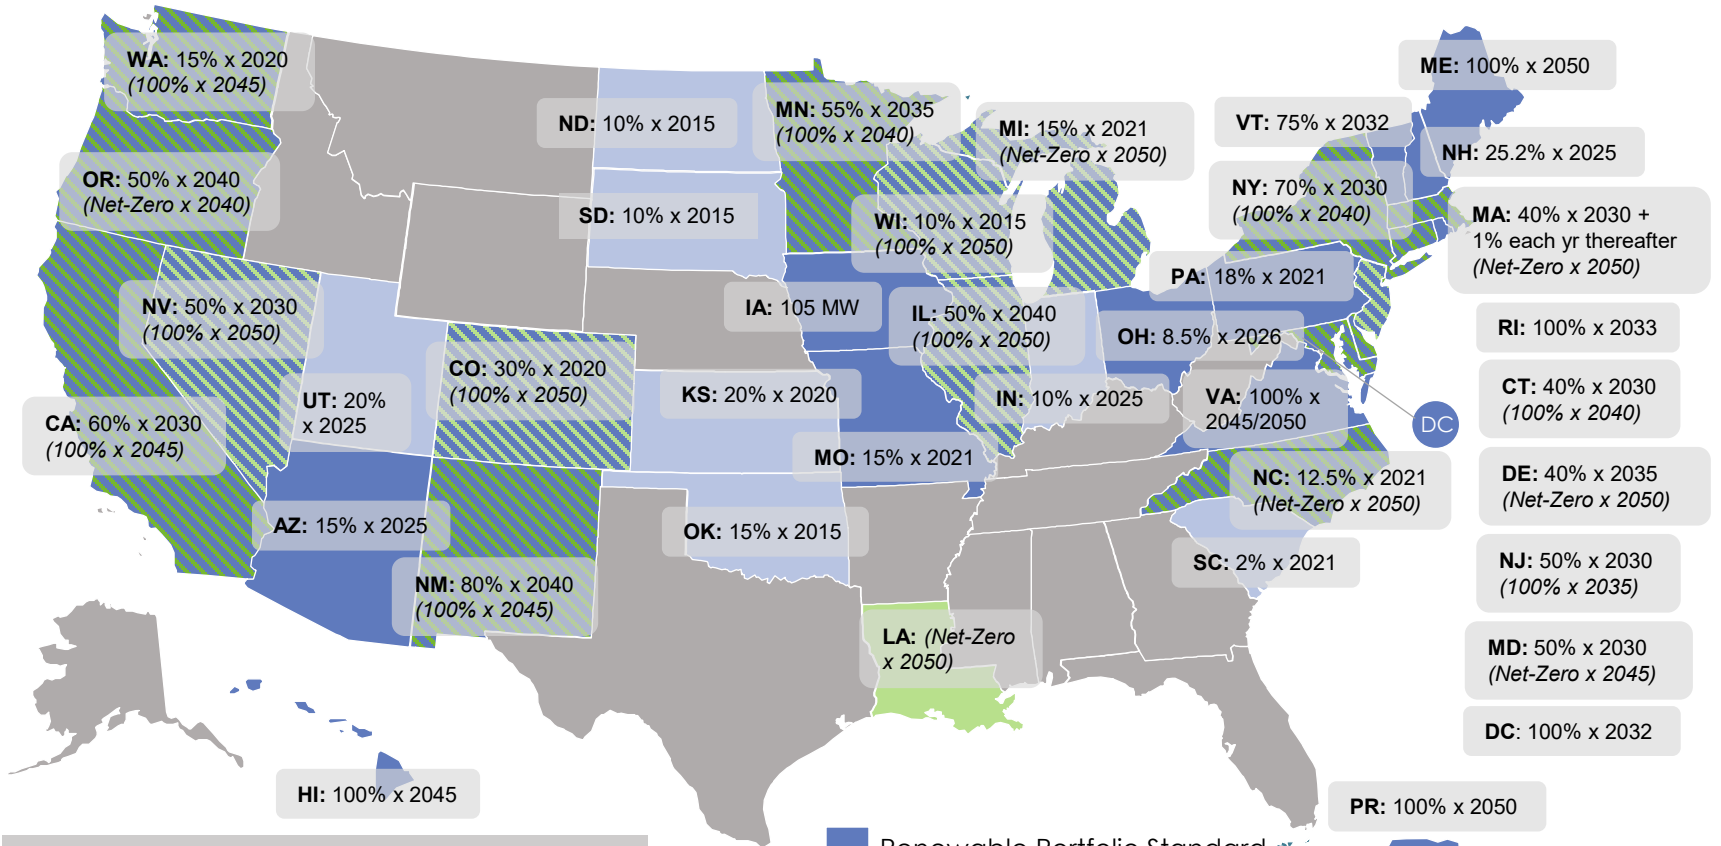 WA: 15% x 2020
(100% x 2045)
OR: 50% x 2040
(Net-Zero x 2040)
NV: 50% x 2030
(100% x 2050)
CA: 60% x 2030
(100% x 2045)
UT: 20%
x 2025
AZ: 15% x 2025
CO: 30% x 2020
(100% x 2050)
NM: 80% x 2040
(100% x 2045)
HI: 100% x 2045
ND: 10% x 2015
SD: 10% x 2015
KS: 20% x 2020
OK: 15% x 2015
MN: 55% x 2035
(100% x 2040)
IA: 105 MW
MO: 15% x 2021
LA: (Net-Zero
x 2050)
WI: 10% x 2015
(100% x 2050)
IL: 50% x 2040
(100% x 2050)
MI: 15% x 2021
(Net-Zero x 2050)
IN: 10% x 2025
OH: 8.5% x 2026
PA: 18% x 2021
VA: 100% x
2045/2050
NC: 12.5% x 2021
(Net-Zero x 2050)
SC: 2% x 2021
NY: 70% x 2030
(100% x 2040)
VT: 75% x 2032
ME: 100% x 2050
NH: 25.2% x 2025
MA: 40% x 2030 +
1% each yr thereafter
(Net-Zero x 2050)
RI: 100% x 2033
CT: 40% x 2030
(100% x 2040)
DC
DE: 40% x 2035
(Net-Zero x 2050)
NJ: 50% x 2030
(100% x 2035)
MD: 50% x 2030
(Net-Zero x 2045)
DC: 100% x 2032
PR: 100% x 2050
Renewable Portfolio Standard